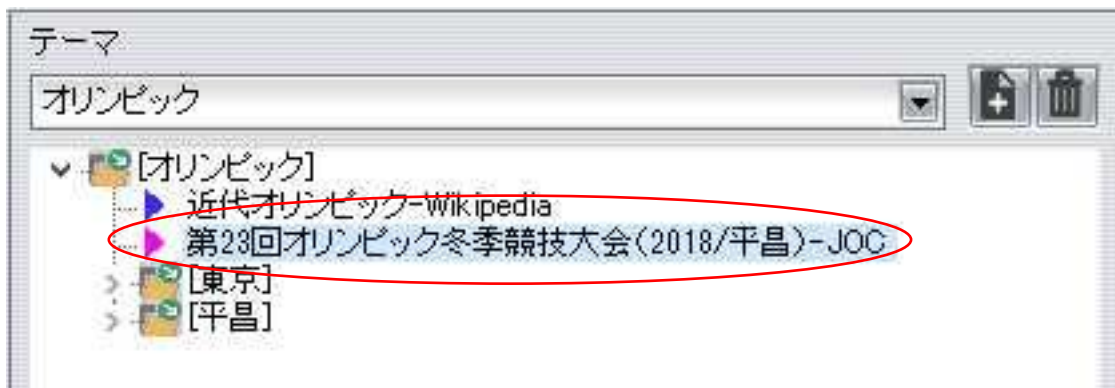 テーマ
オリンピック
[オリンピック]
近代オリンピック-Wikipedia
第23回オリンピック冬季競技大会(2018/平昌)-JOC
[東京]
[平昌]